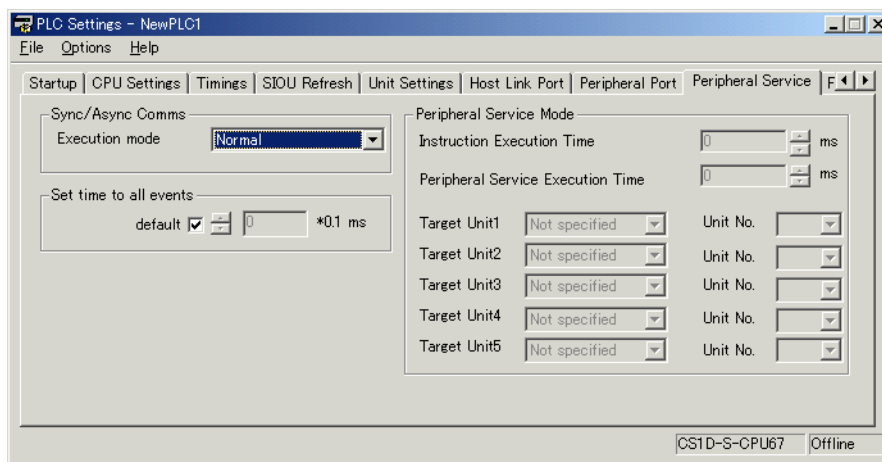 PLC Settings - NewPLC1
File Options Help
Startup CPU Settings Timings SIOU Refresh Unit Settings Host Link Port Peripheral Port Peripheral Service F
Sync/Async Comms
Execution mode Normal
Set time to all events
default 0 *0.1 ms
Peripheral Service Mode
Instruction Execution Time 0 ms
Peripheral Service Execution Time 0 ms
Target Unit1 Not specified Unit No.
Target Unit2 Not specified Unit No.
Target Unit3 Not specified Unit No.
Target Unit4 Not specified Unit No.
Target Unit5 Not specified Unit No.
CS1D-S-CPU67 Offline